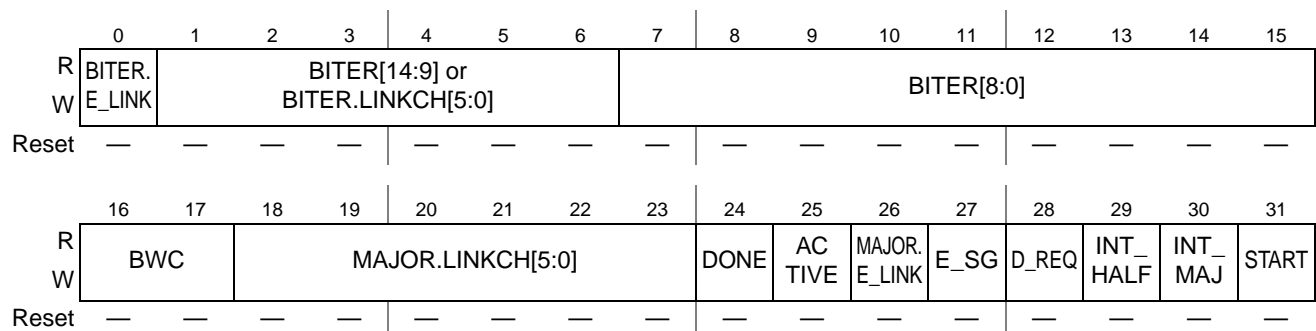 0 1 2 3 4 5 6 7 8 9 10 11 12 13 14 15
R BITER. BITER[14:9] or BITER[8:0]
W E_LINK BITER.LINKCH[5:0]
Reset — — — — — — — — — — — — — — — —
16 17 18 19 20 21 22 23 24 25 26 27 28 29 30 31
R BWC MAJOR.LINKCH[5:0] DONE AC MAJOR. E_SG D_REQ INT_ INT_ START
W TIVE E_LINK HALF MAJ
Reset — — — — — — — — — — — — — — — —